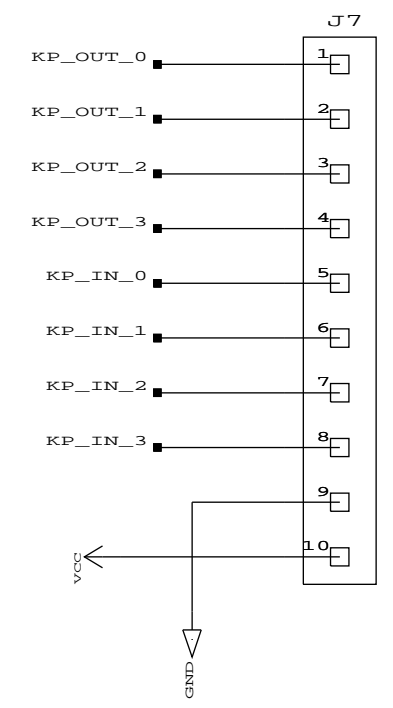 J7
KP_OUT_0 1
KP_OUT_1 2
KP_OUT_2 3
KP_OUT_3 4
KP_IN_0 5
KP_IN_1 6
KP_IN_2 7
KP_IN_3 8
9
VCC 10
GND